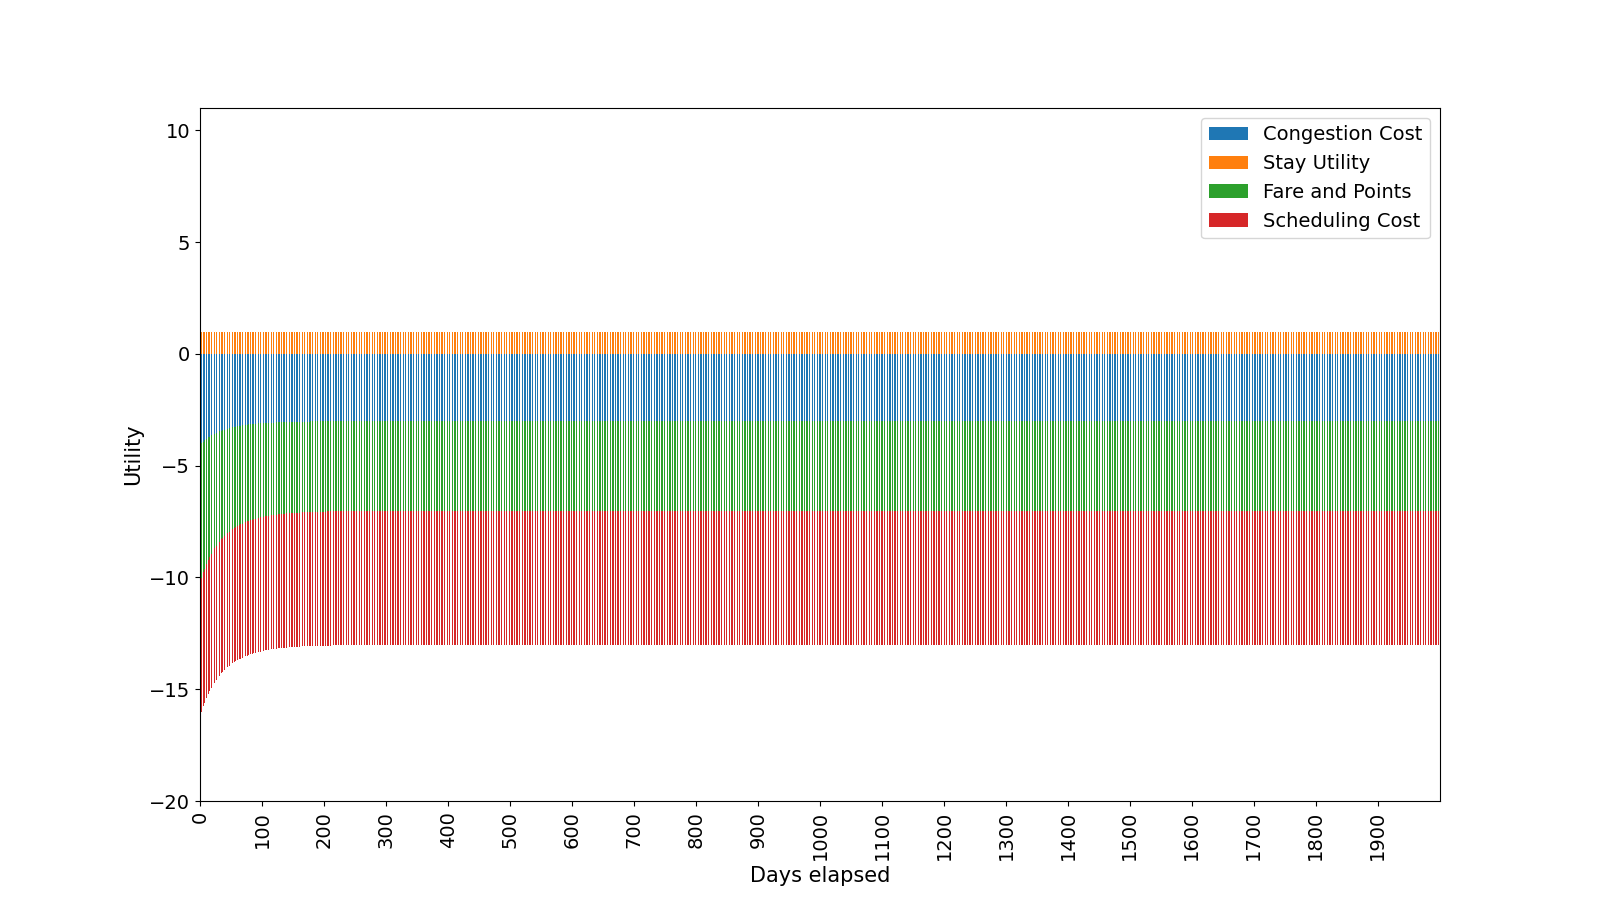 Congestion Cost
Stay Utility
Fare and Points
Scheduling Cost
10
5
0
−5
−10
−15
−20
Utility
0 100 200 300 400 500 600 700 800 900 1000 1100 1200 1300 1400 1500 1600 1700 1800 1900
Days elapsed